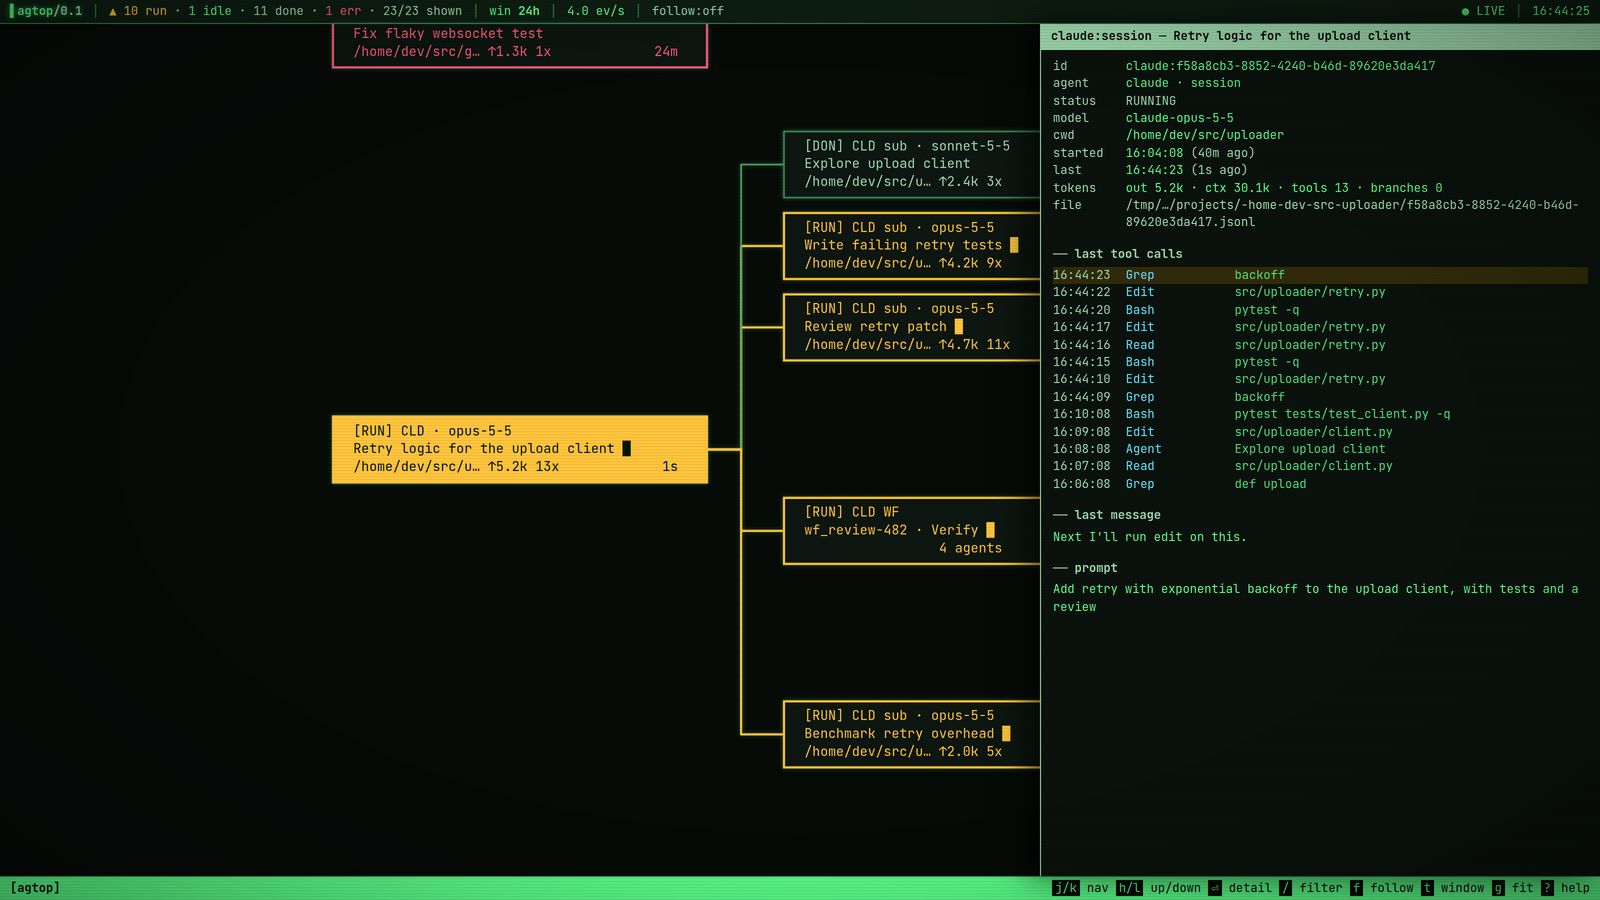 agtop/0.1 │ ▲ 10 run · 1 idle · 11 done · 1 err · 23/23 shown │ win 24h │ 4.0 ev/s │ follow:off ● LIVE │ 16:44:25
Fix flaky websocket test
/home/dev/src/g… ↑1.3k 1x 24m
[DON] CLD sub · sonnet-5-5
Explore upload client
/home/dev/src/u… ↑2.4k 3x
[RUN] CLD sub · opus-5-5
Write failing retry tests
/home/dev/src/u… ↑4.2k 9x
[RUN] CLD sub · opus-5-5
Review retry patch
/home/dev/src/u… ↑4.7k 11x
[RUN] CLD · opus-5-5
Retry logic for the upload client
/home/dev/src/u… ↑5.2k 13x 1s
[RUN] CLD WF
wf_review-482 · Verify
4 agents
[RUN] CLD sub · opus-5-5
Benchmark retry overhead
/home/dev/src/u… ↑2.0k 5x
claude:session — Retry logic for the upload client
id claude:f58a8cb3-8852-4240-b46d-89620e3da417
agent claude · session
status RUNNING
model claude-opus-5-5
cwd /home/dev/src/uploader
started 16:04:08 (40m ago)
last 16:44:23 (1s ago)
tokens out 5.2k · ctx 30.1k · tools 13 · branches 0
file /tmp/…/projects/-home-dev-src-uploader/f58a8cb3-8852-4240-b46d-
89620e3da417.jsonl
── last tool calls
16:44:23 Grep backoff
16:44:22 Edit src/uploader/retry.py
16:44:20 Bash pytest -q
16:44:17 Edit src/uploader/retry.py
16:44:16 Read src/uploader/retry.py
16:44:15 Bash pytest -q
16:44:10 Edit src/uploader/retry.py
16:44:09 Grep backoff
16:10:08 Bash pytest tests/test_client.py -q
16:09:08 Edit src/uploader/client.py
16:08:08 Agent Explore upload client
16:07:08 Read src/uploader/client.py
16:06:08 Grep def upload
── last message
Next I'll run edit on this.
── prompt
Add retry with exponential backoff to the upload client, with tests and a
review
[agtop] j/k nav h/l up/down ⏎ detail / filter f follow t window g fit ? help